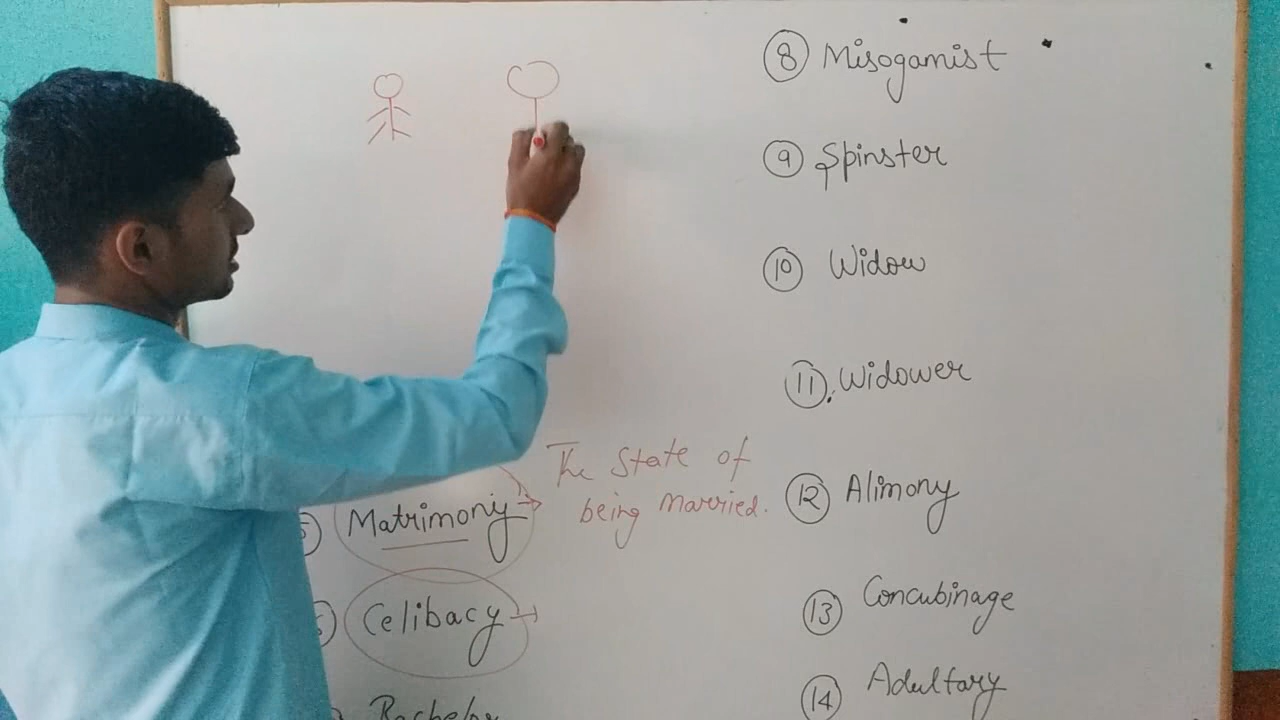 Matrimony
The State of
being Married.
Celibacy
Bachelor
8 Misogamist
9 Spinster
10 Widow
11. Widower
12 Alimony
13 Concubinage
14 Adultary